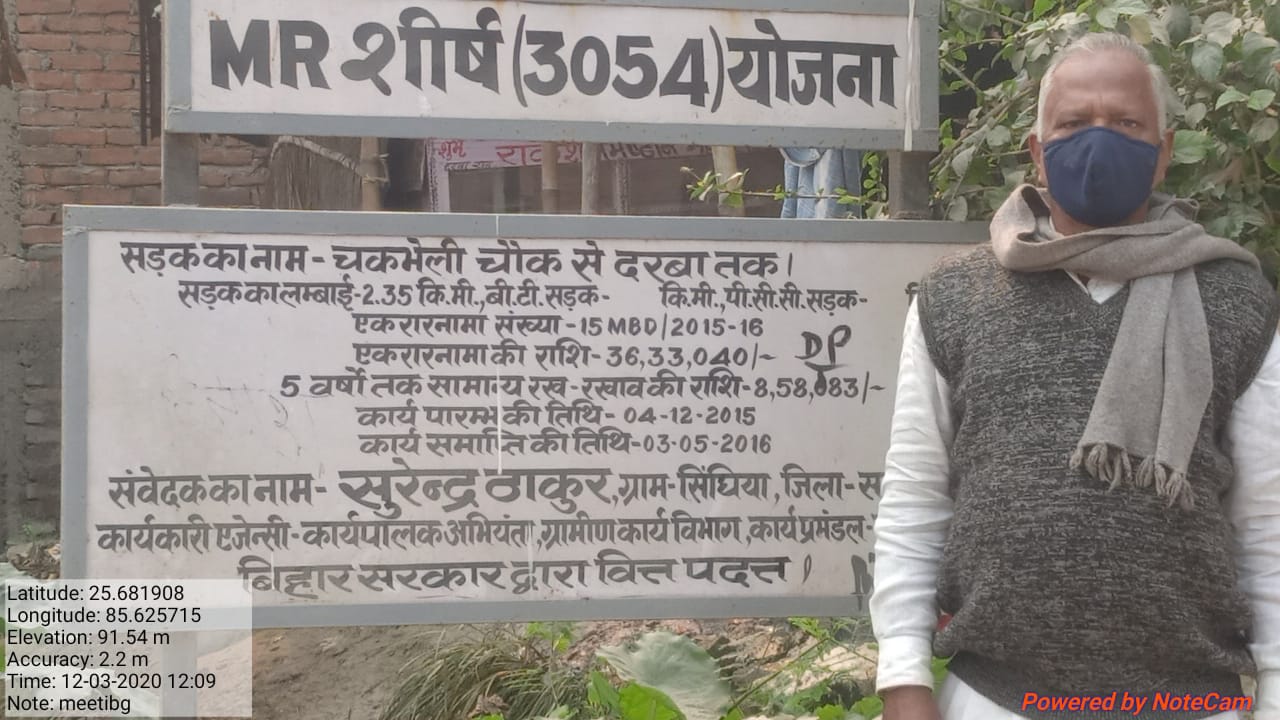 MR शीर्ष (3054) योजना
शुभ
सड़क का नाम - चकभेली चौक से दरबा तक।
सड़क का लम्बाई-2.35 कि.मी.,बी.टी.सड़क- कि.मी.,पी.सी.सी.सड़क-
एकरारनामा संख्या -15 MBD/2015-16
एकरारनामा की राशि- 36,33,040/- DP
5 वर्षो तक सामान्य रख-रखाव की राशि-8,58,083/-
कार्य पारम्भ की तिथि- 04-12-2015
कार्य समाप्ति की तिथि-03-05-2016
संवेदक का नाम- सुरेन्द्र ठाकुर, ग्राम-सिंघिया, जिला-स
कार्यकारी एजेन्सी-कार्यपालक अभियंता, ग्रामीण कार्य विभाग, कार्य प्रमंडल-
बिहार सरकार द्वारा वित्त पदत्त।
Latitude: 25.681908
Longitude: 85.625715
Elevation: 91.54 m
Accuracy: 2.2 m
Time: 12-03-2020 12:09
Note: meetibg
Powered by NoteCam